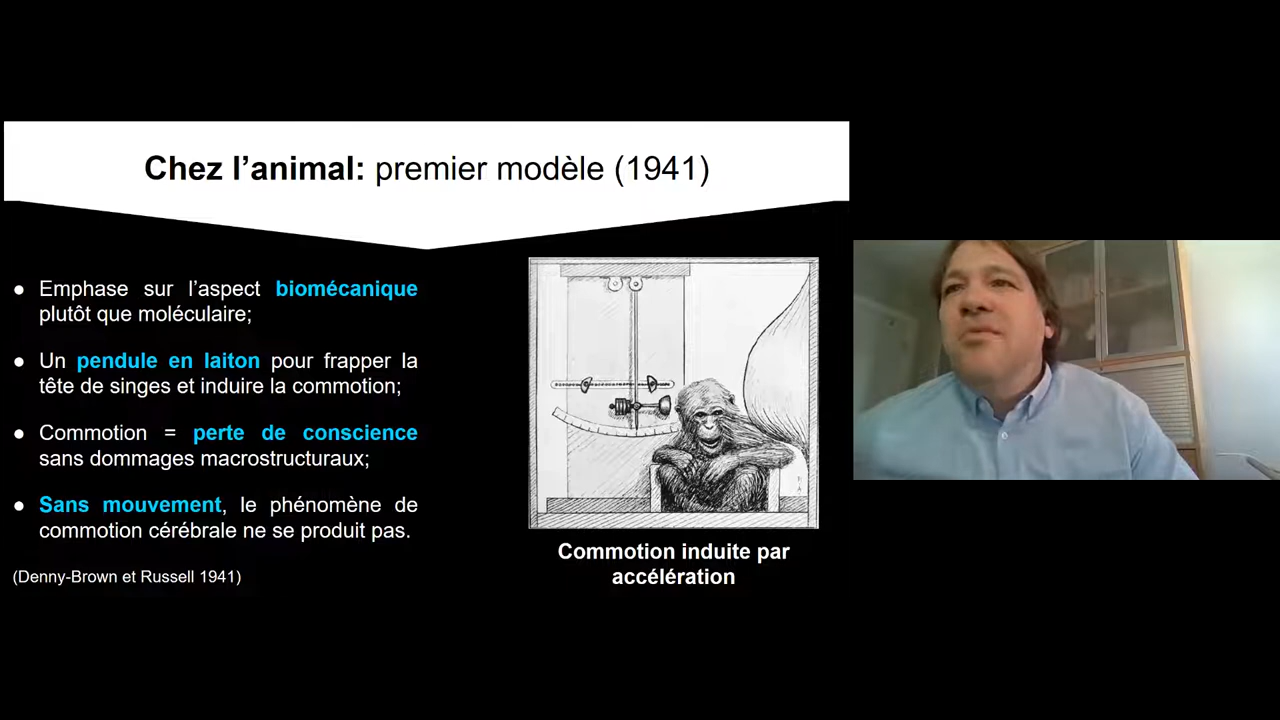 Chez l’animal: premier modèle (1941)
● Emphase sur l’aspect biomécanique
plutôt que moléculaire;
● Un pendule en laiton pour frapper la
tête de singes et induire la commotion;
● Commotion = perte de conscience
sans dommages macrostructuraux;
● Sans mouvement, le phénomène de
commotion cérébrale ne se produit pas.
(Denny-Brown et Russell 1941)
Commotion induite par
accélération